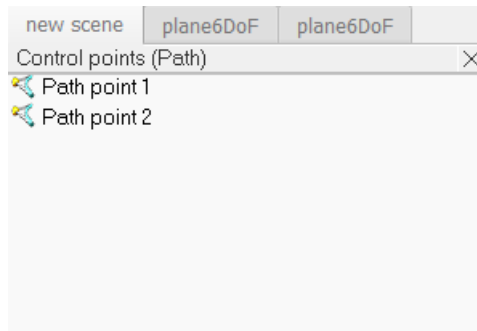 new scene plane6DoF plane6DoF
Control points (Path)
Path point 1
Path point 2